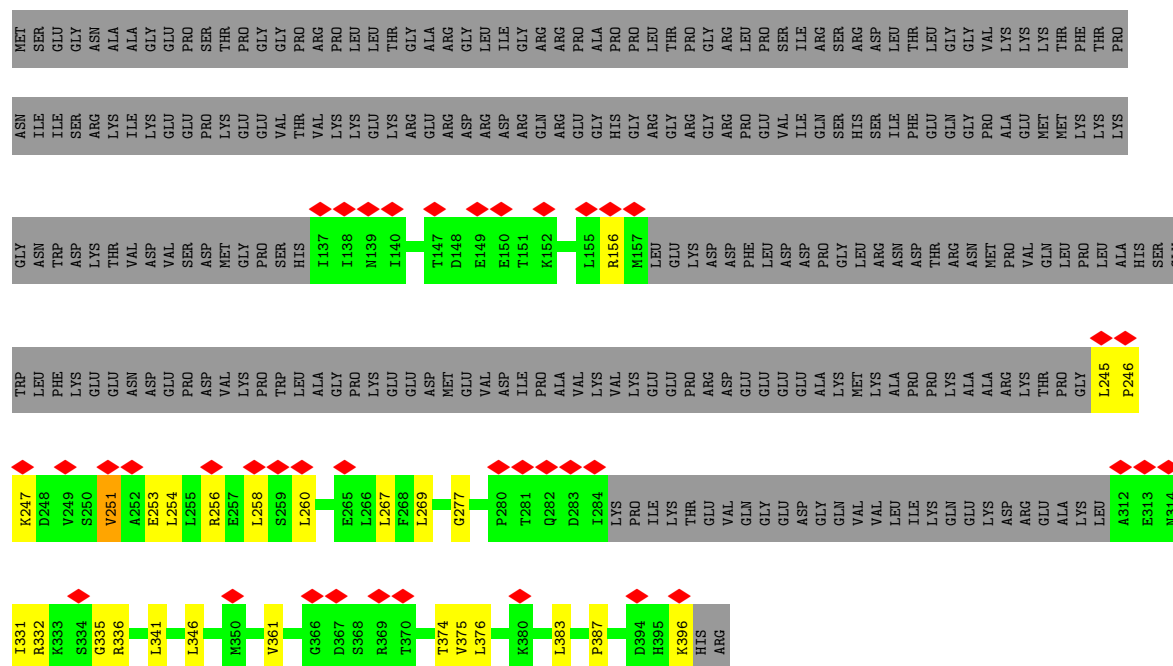 MET SER GLU GLY ASN ALA ALA GLY GLU PRO SER THR PRO GLY GLY PRO ARG PRO LEU LEU THR GLY ALA ARG GLY LEU ILE GLY ARG ARG PRO ALA PRO PRO LEU THR PRO GLY ARG LEU PRO SER ILE ARG SER ARG ASP LEU THR LEU GLY GLY VAL LYS LYS LYS THR PHE THR PRO
ASN ILE ILE SER ARG LYS ILE LYS GLU GLU PRO LYS GLU GLU VAL THR VAL LYS LYS GLU LYS ARG GLU ARG ASP ARG ASP ARG GLN ARG GLU GLY HIS GLY ARG GLY ARG GLY ARG PRO GLU VAL ILE GLN SER HIS SER ILE PHE GLU GLN GLY PRO ALA GLU MET MET LYS LYS LYS
GLY ASN TRP ASP LYS THR VAL ASP VAL SER ASP MET GLY PRO SER HIS I137 I138 N139 I140 T147 D148 E149 E150 T151 K152 L155 R156 M157 LEU GLU LYS ASP ASP PHE LEU ASP ASP PRO GLY LEU ARG ASN ASP THR ARG ASN MET PRO VAL GLN LEU PRO LEU ALA HIS SER
TRP LEU PHE LYS GLU GLU ASN ASP GLU PRO ASP VAL LYS PRO TRP LEU ALA GLY PRO LYS GLU GLU ASP MET GLU VAL ASP ILE PRO ALA VAL LYS VAL LYS GLU GLU PRO ARG ASP GLU GLU GLU GLU ALA LYS MET LYS ALA PRO PRO LYS ALA ALA ARG LYS THR PRO GLY L245 P246
K247 D248 V249 S250 V251 A252 E253 L254 L255 R256 E257 L258 S259 L260 E265 L266 L267 F268 L269 G277 P280 T281 Q282 D283 I284 LYS PRO ILE LYS THR GLU VAL GLN GLY GLU ASP GLY GLN VAL VAL LEU ILE LYS GLN GLU LYS ASP ARG GLU ALA LYS LEU A312 E313 N314
I331 R332 K333 S334 G335 R336 L341 L346 M350 V361 G366 D367 S368 R369 T370 T374 V375 L376 K380 L383 P387 D394 H395 K396 HIS ARG